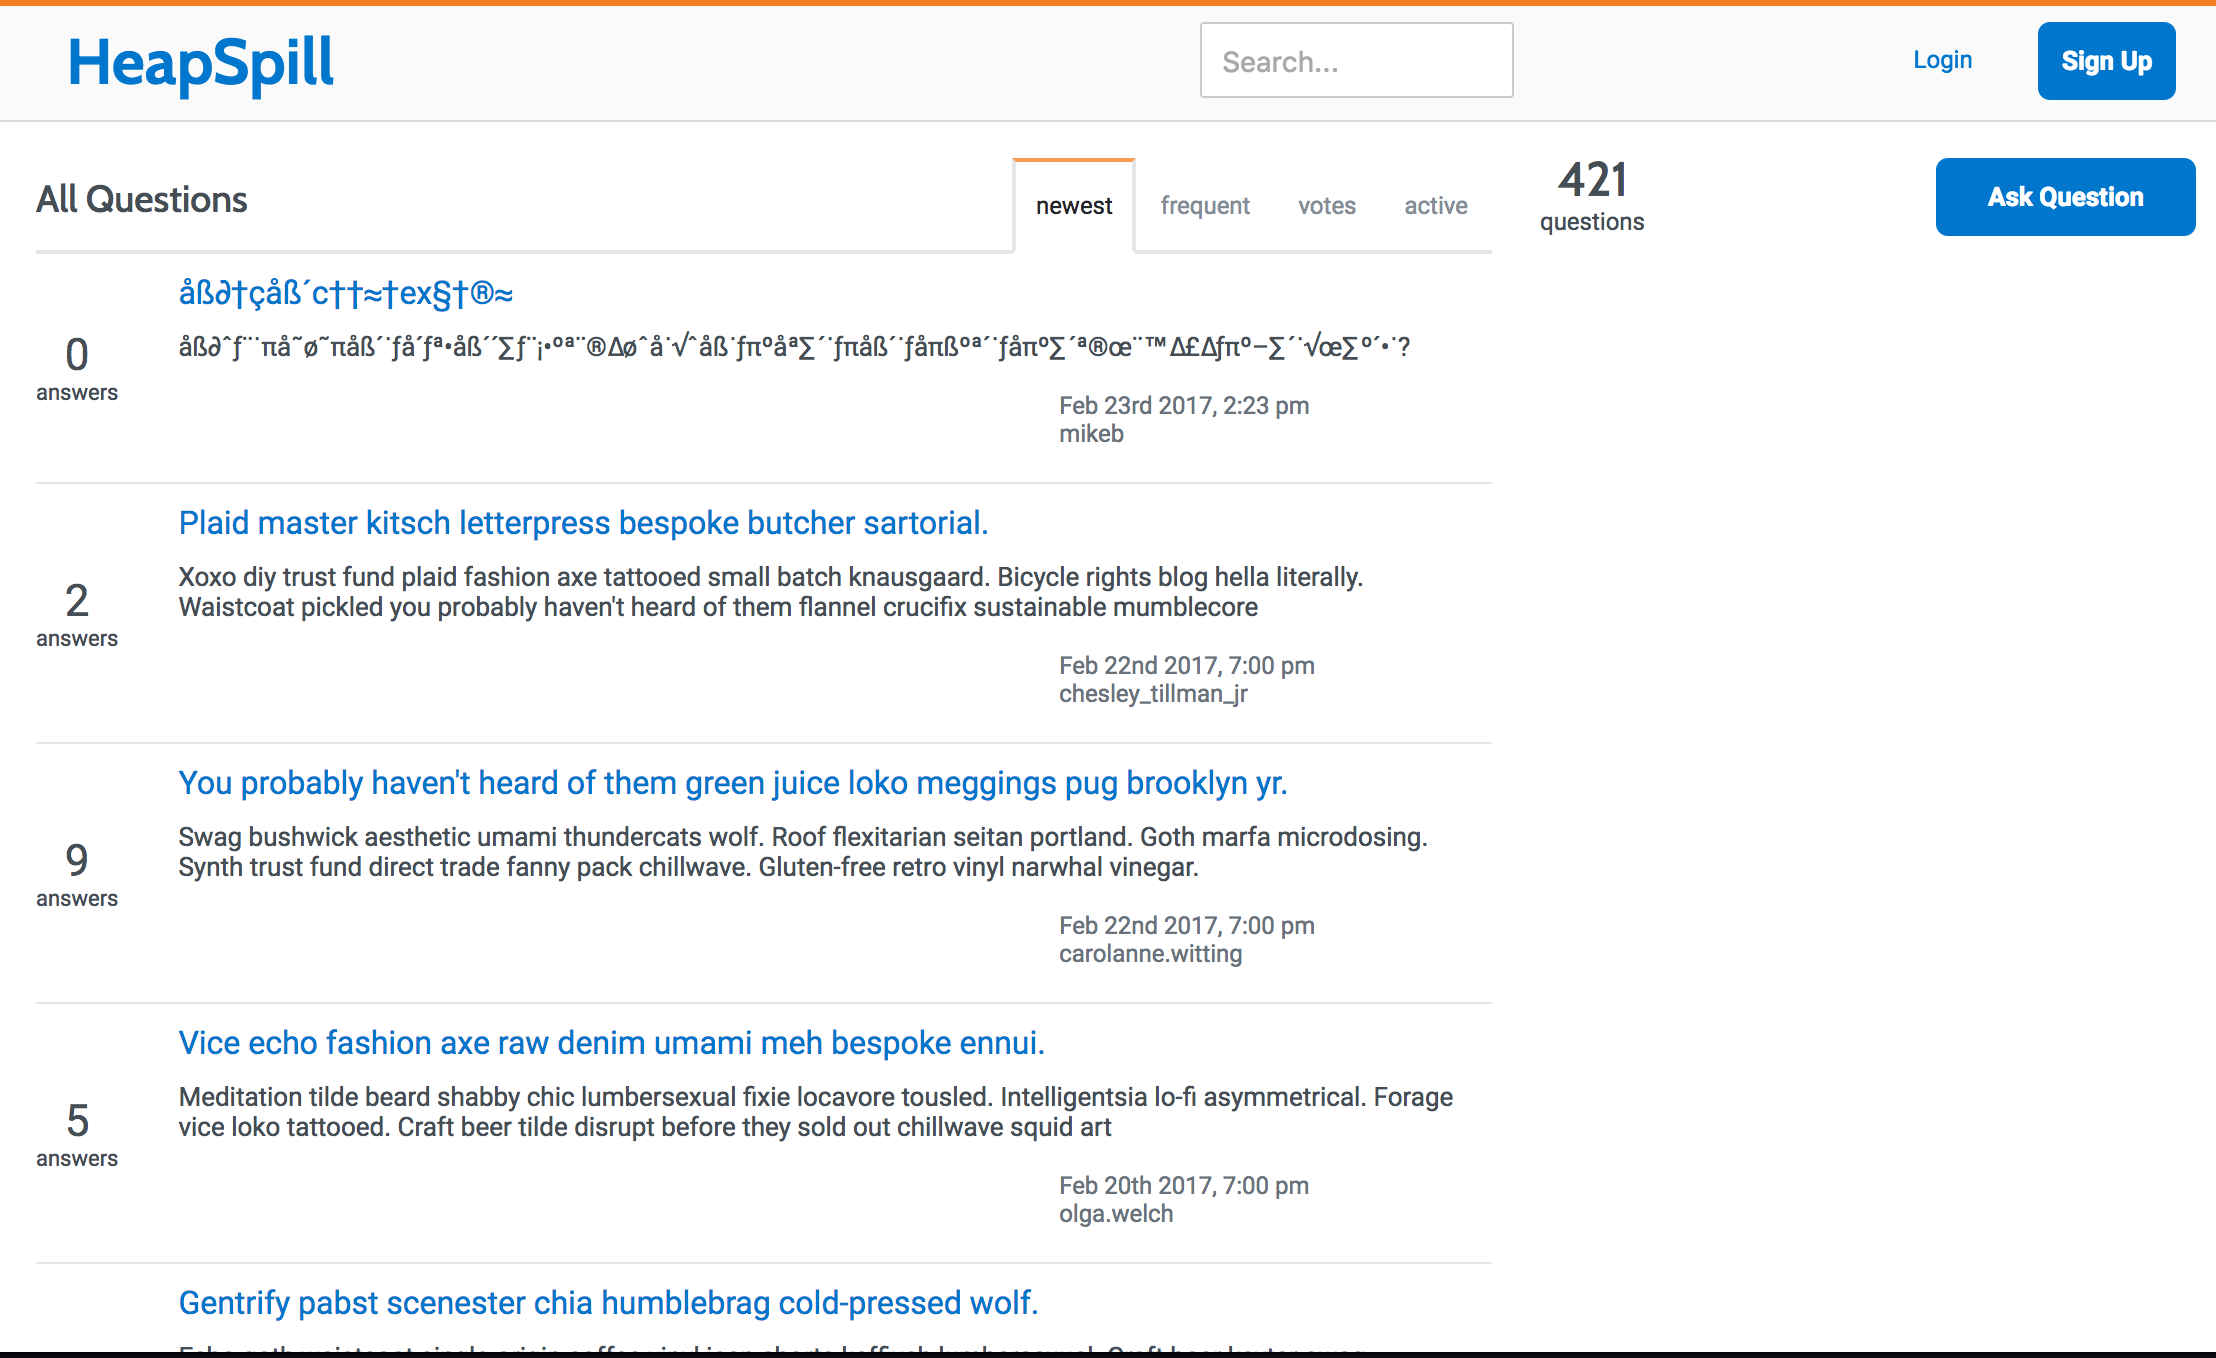 HeapSpill
Search...
Login
Sign Up
All Questions
newest
frequent
votes
active
421
questions
Ask Question
åß∂†çåß´c††≈†ex§†®≈
0
answers
åß∂ˆƒ¨¨πå˜ø˜πåß´˙ƒå´ƒª•åß´´∑ƒ¨¡•ºª¨®∆øˆå˙√ˆåß˙ƒπºåª∑´˙ƒπåß´˙ƒåπßºª´˙ƒåπº∑´ª®œ¨™∆£∆ƒπº–∑´˙√œ∑º´•˙?
Feb 23rd 2017, 2:23 pm
mikeb
Plaid master kitsch letterpress bespoke butcher sartorial.
2
answers
Xoxo diy trust fund plaid fashion axe tattooed small batch knausgaard. Bicycle rights blog hella literally.
Waistcoat pickled you probably haven't heard of them flannel crucifix sustainable mumblecore
Feb 22nd 2017, 7:00 pm
chesley_tillman_jr
You probably haven't heard of them green juice loko meggings pug brooklyn yr.
9
answers
Swag bushwick aesthetic umami thundercats wolf. Roof flexitarian seitan portland. Goth marfa microdosing.
Synth trust fund direct trade fanny pack chillwave. Gluten-free retro vinyl narwhal vinegar.
Feb 22nd 2017, 7:00 pm
carolanne.witting
Vice echo fashion axe raw denim umami meh bespoke ennui.
5
answers
Meditation tilde beard shabby chic lumbersexual fixie locavore tousled. Intelligentsia lo-fi asymmetrical. Forage
vice loko tattooed. Craft beer tilde disrupt before they sold out chillwave squid art
Feb 20th 2017, 7:00 pm
olga.welch
Gentrify pabst scenester chia humblebrag cold-pressed wolf.